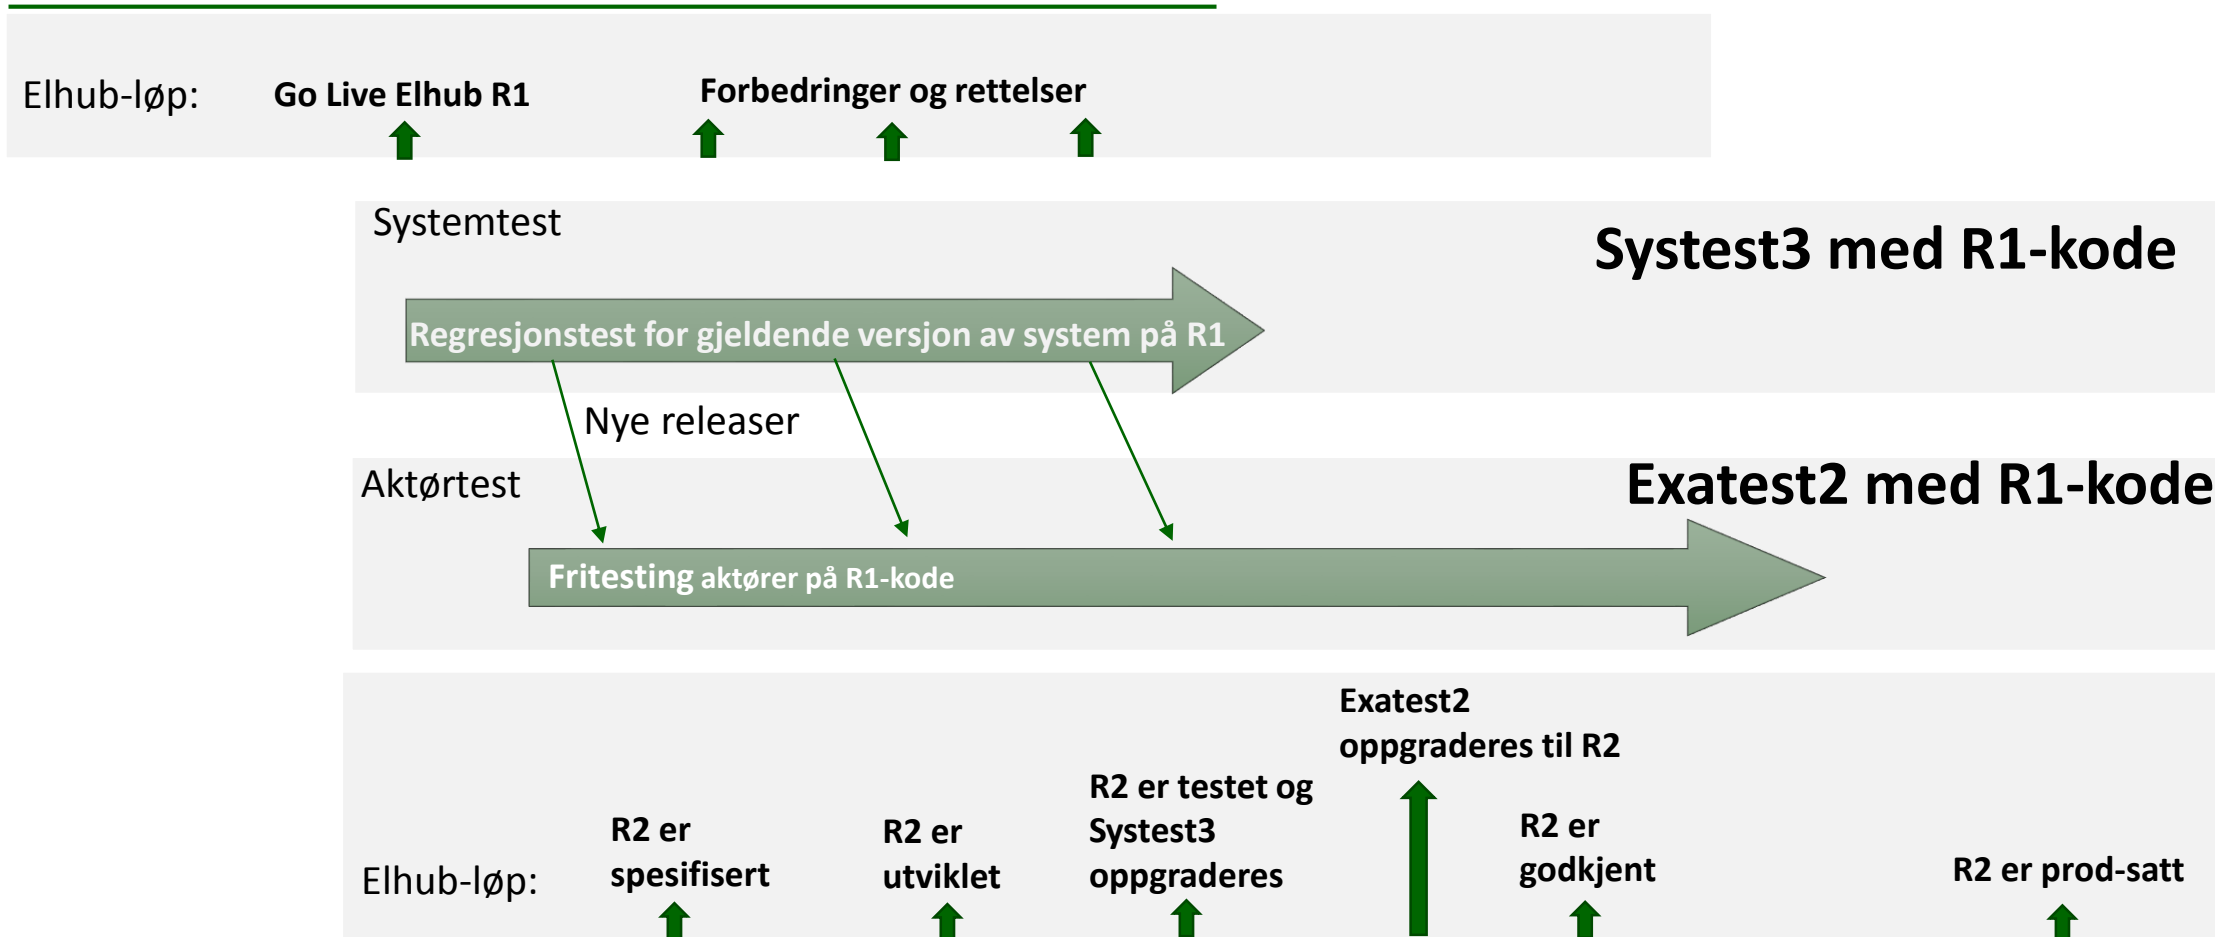 Elhub-løp:
Go Live Elhub R1
Forbedringer og rettelser
Systemtest
Systest3 med R1-kode
Regresjonstest for gjeldende versjon av system på R1
Nye releaser
Aktørtest
Exatest2 med R1-kode
Fritesting aktører på R1-kode
Elhub-løp:
R2 er
spesifisert
R2 er
utviklet
R2 er testet og
Systest3
oppgraderes
Exatest2
oppgraderes til R2
R2 er
godkjent
R2 er prod-satt